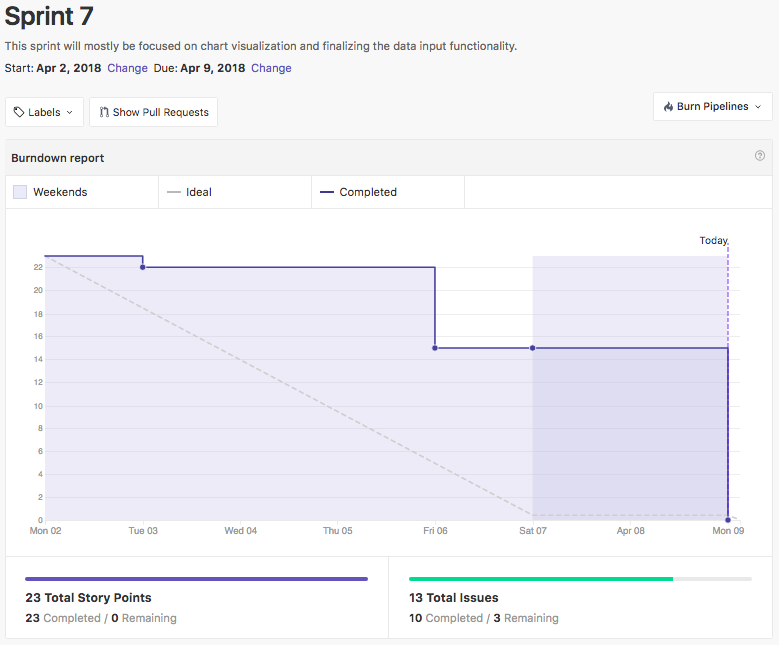 Sprint 7
This sprint will mostly be focused on chart visualization and finalizing the data input functionality.
Start: Apr 2, 2018 Change Due: Apr 9, 2018 Change
Labels Show Pull Requests Burn Pipelines
Burndown report
Weekends Ideal Completed
Today
22
20
18
16
14
12
10
8
6
4
2
0
Mon 02 Tue 03 Wed 04 Thu 05 Fri 06 Sat 07 Apr 08 Mon 09
23 Total Story Points 13 Total Issues
23 Completed / 0 Remaining 10 Completed / 3 Remaining